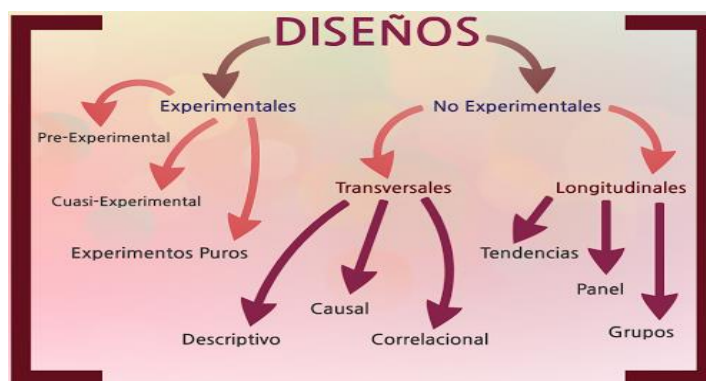 DISEÑOS
Experimentales
No Experimentales
Pre-Experimental
Cuasi-Experimental
Experimentos Puros
Transversales
Longitudinales
Descriptivo
Causal
Correlacional
Tendencias
Panel
Grupos